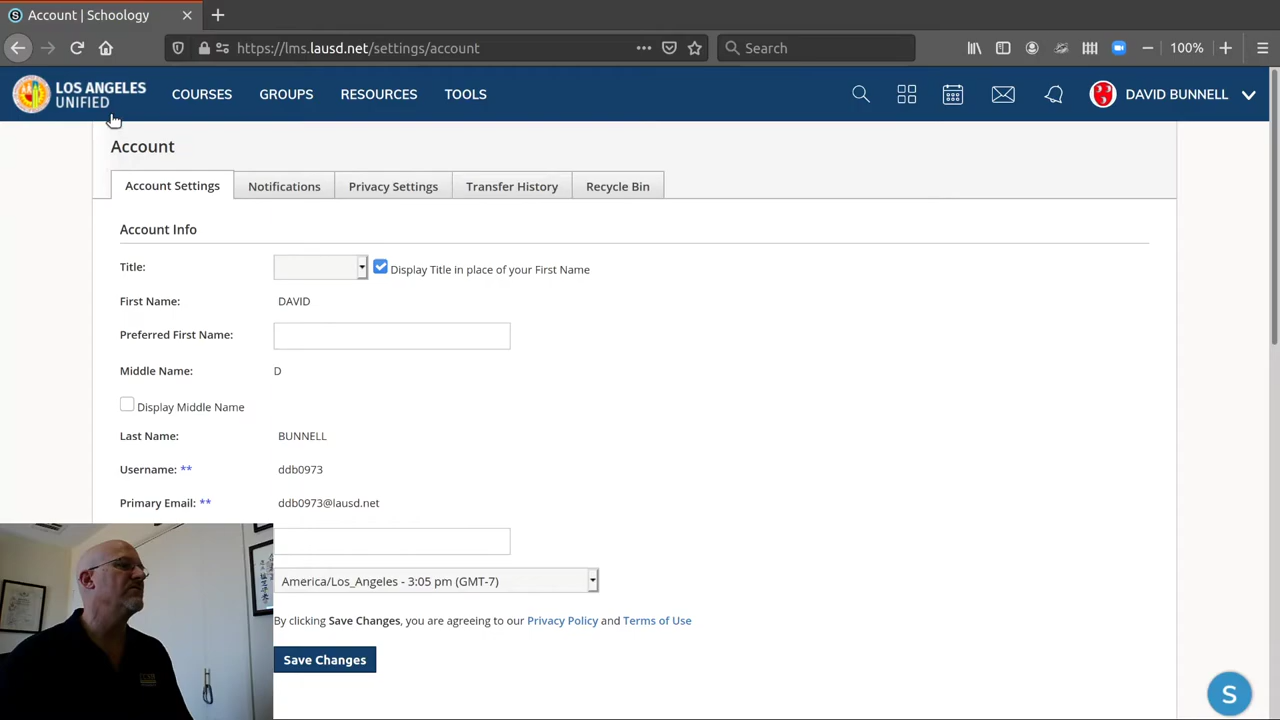 Account | Schoology
https://lms.lausd.net/settings/account
Search
100%
LOS ANGELES
UNIFIED
COURSES
GROUPS
RESOURCES
TOOLS
DAVID BUNNELL
Account
Account Settings
Notifications
Privacy Settings
Transfer History
Recycle Bin
Account Info
Title:
Display Title in place of your First Name
First Name: DAVID
Preferred First Name:
Middle Name: D
Display Middle Name
Last Name: BUNNELL
Username: ** ddb0973
Primary Email: ** ddb0973@lausd.net
America/Los_Angeles - 3:05 pm (GMT-7)
By clicking Save Changes, you are agreeing to our Privacy Policy and Terms of Use
Save Changes
S